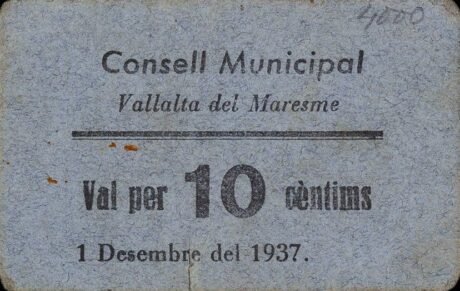 4000
Consell Municipal
Vallalta del Maresme
Val per 10 cèntims
1 Desembre del 1937.